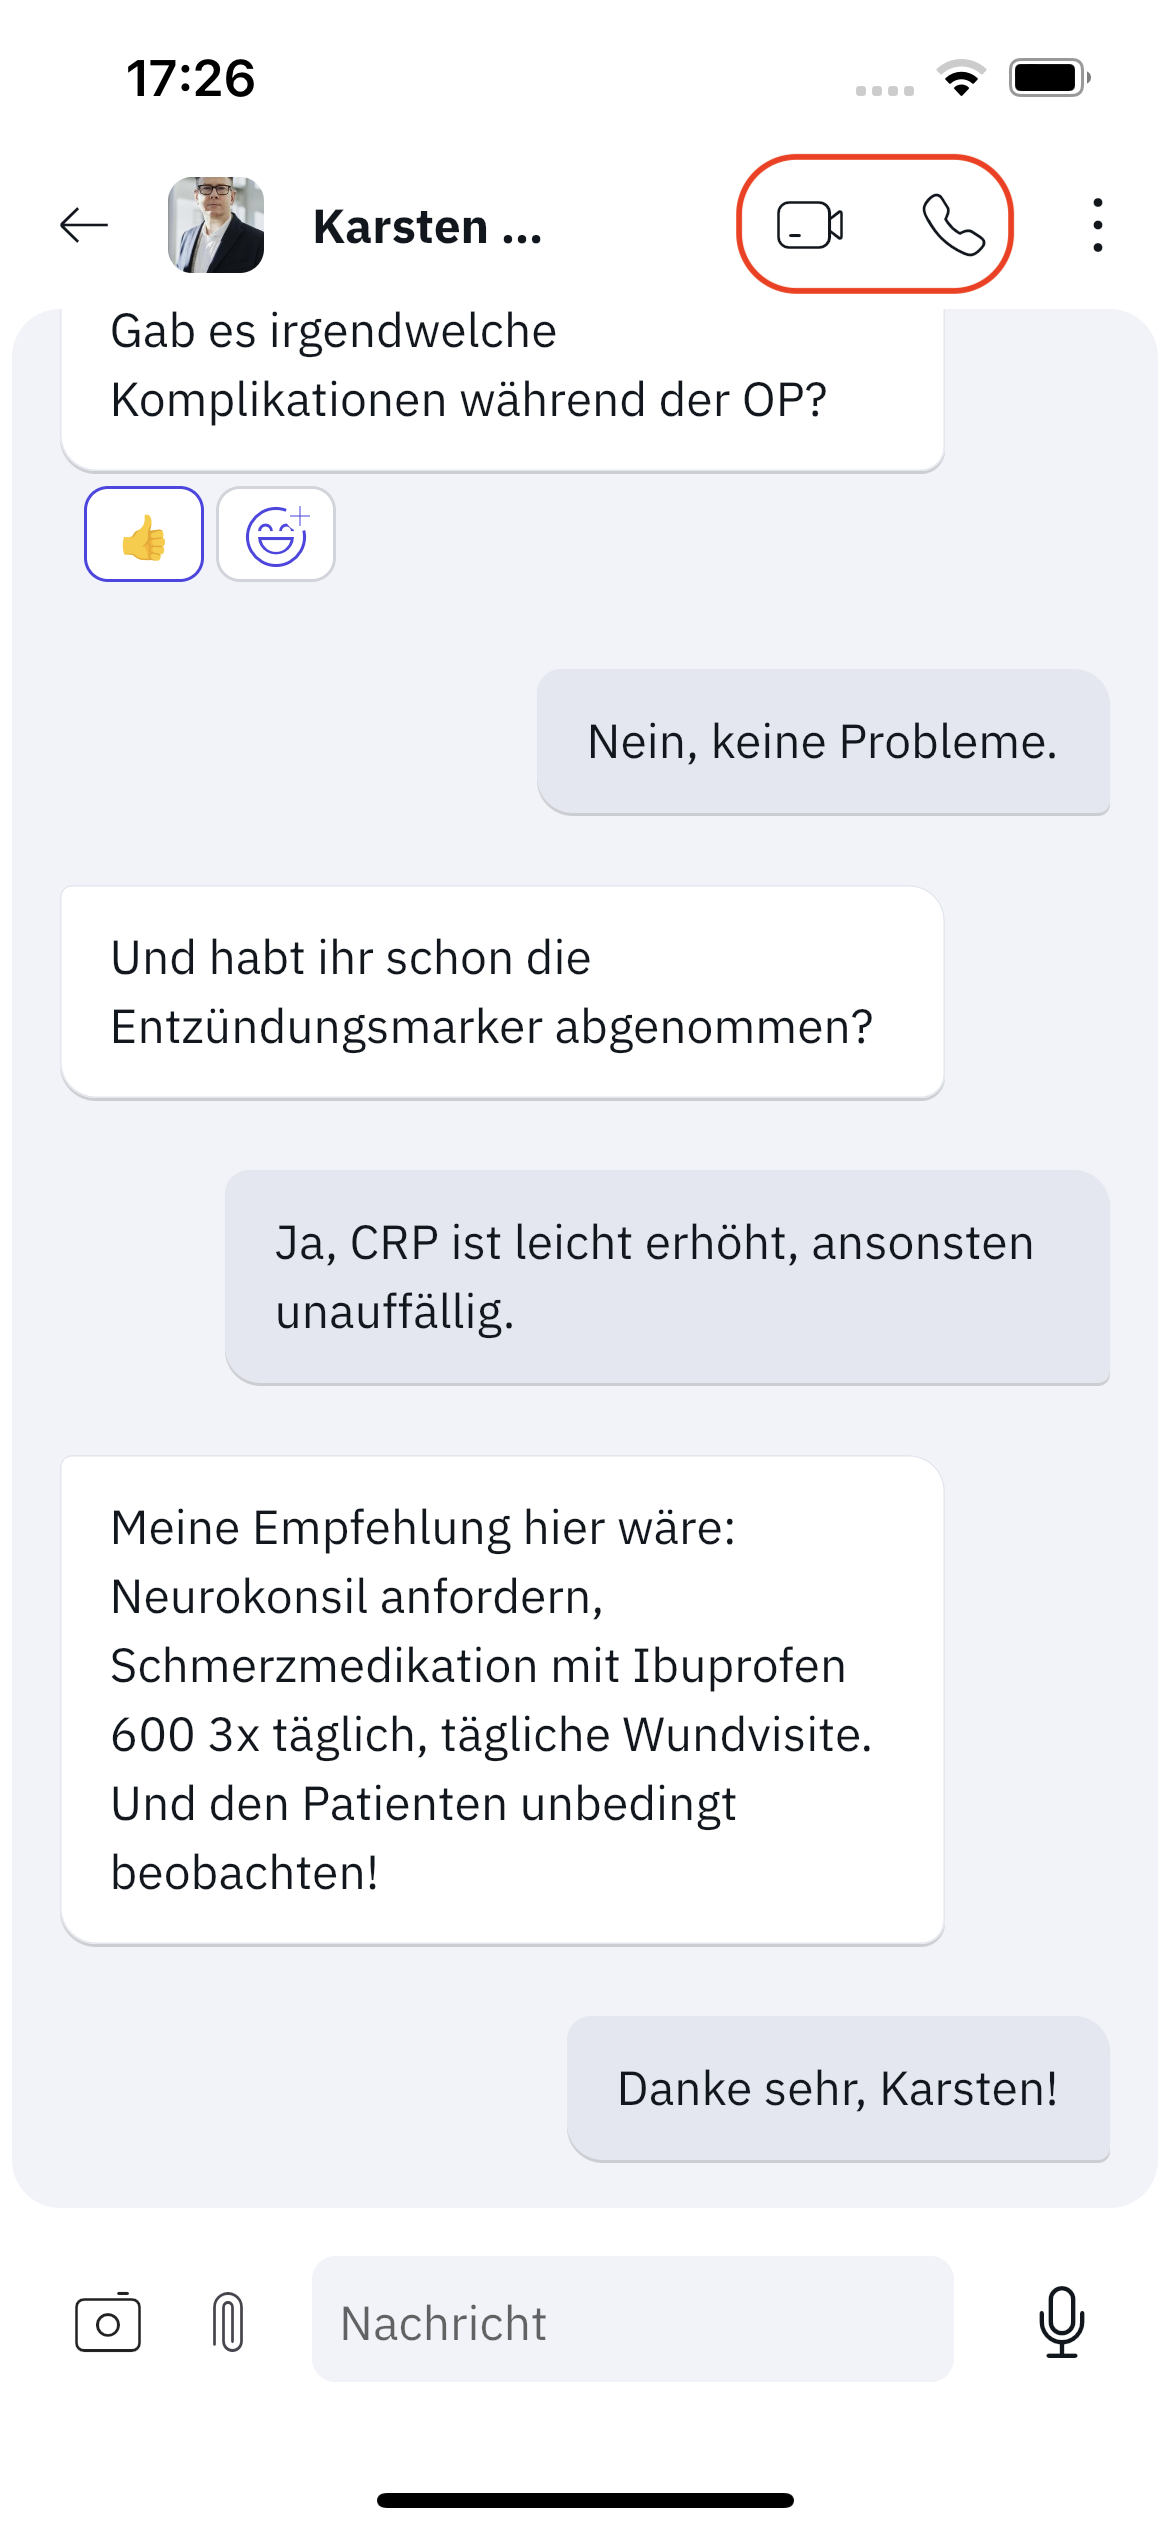 17:26
Karsten ...
Gab es irgendwelche
Komplikationen während der OP?
Nein, keine Probleme.
Und habt ihr schon die
Entzündungsmarker abgenommen?
Ja, CRP ist leicht erhöht, ansonsten
unauffällig.
Meine Empfehlung hier wäre:
Neurokonsil anfordern,
Schmerzmedikation mit Ibuprofen
600 3x täglich, tägliche Wundvisite.
Und den Patienten unbedingt
beobachten!
Danke sehr, Karsten!
Nachricht